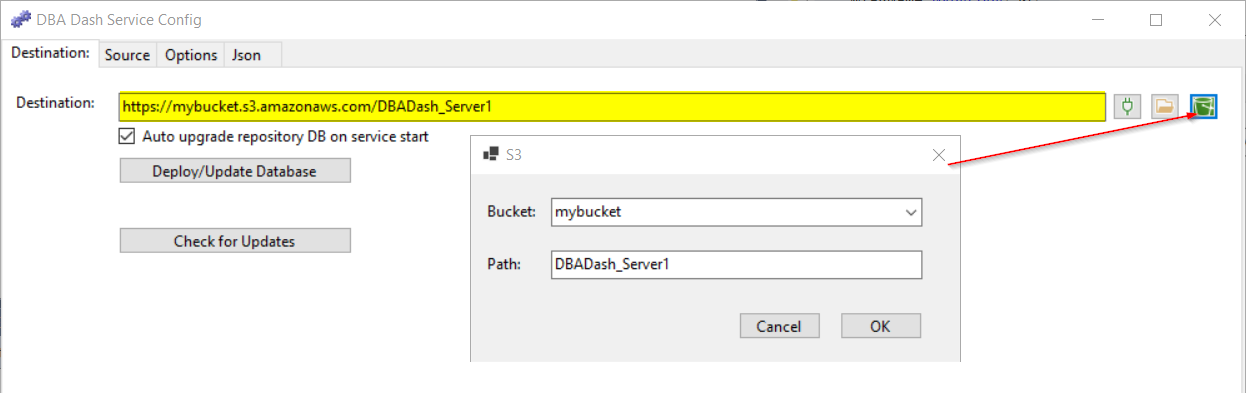 DBA Dash Service Config
Destination: Source Options Json
Destination: https://mybucket.s3.amazonaws.com/DBADash_Server1
Auto upgrade repository DB on service start
Deploy/Update Database
Check for Updates
S3
Bucket: mybucket
Path: DBADash_Server1
Cancel OK